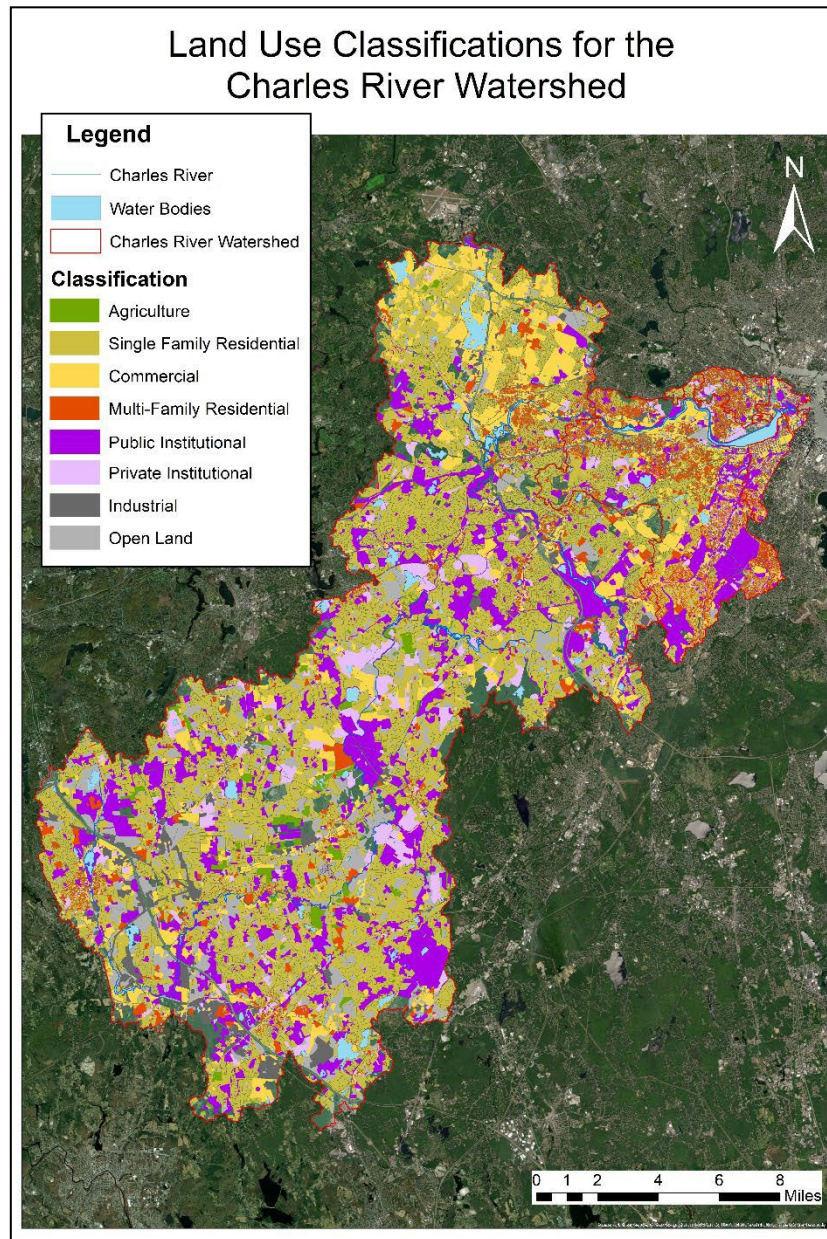 Land Use Classifications for the
Charles River Watershed
Legend
Charles River
Water Bodies
Charles River Watershed
Classification
Agriculture
Single Family Residential
Commercial
Multi-Family Residential
Public Institutional
Private Institutional
Industrial
Open Land
N
0 1 2 4 6 8
Miles